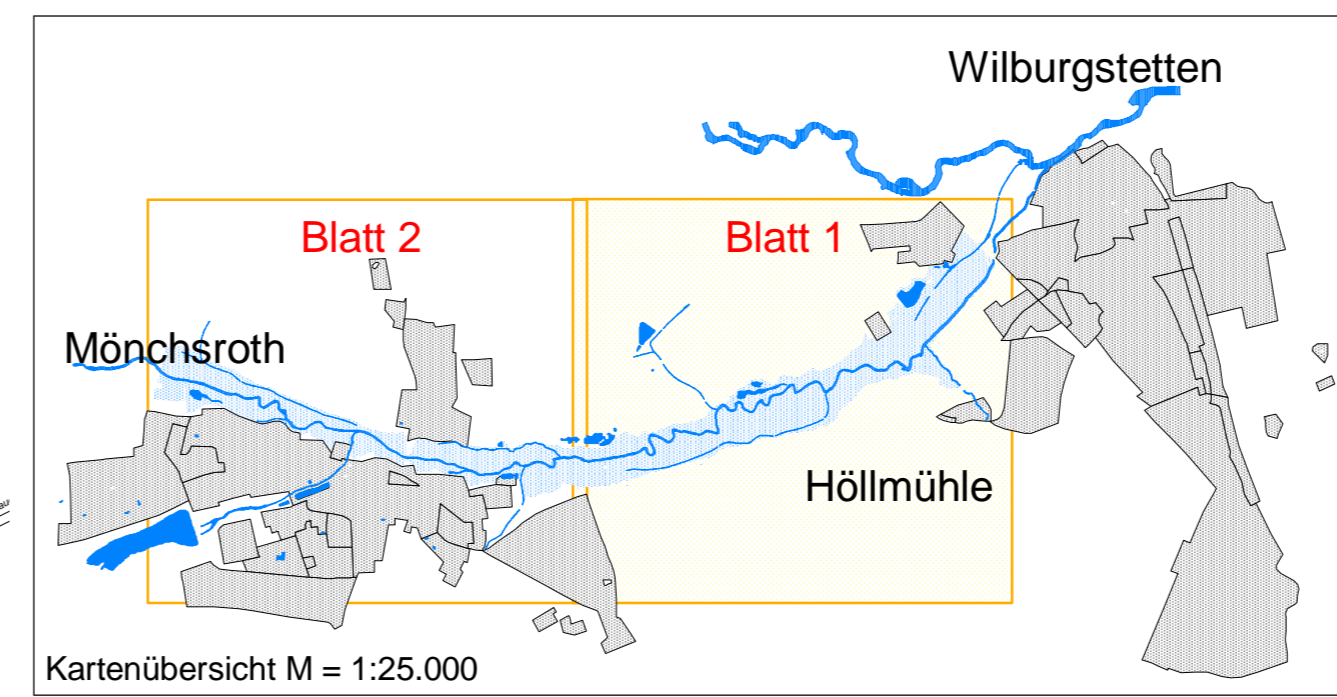 Wilburgstetten
Blatt 2
Blatt 1
Mönchsroth
Höllmühle
Kartenübersicht M = 1:25.000